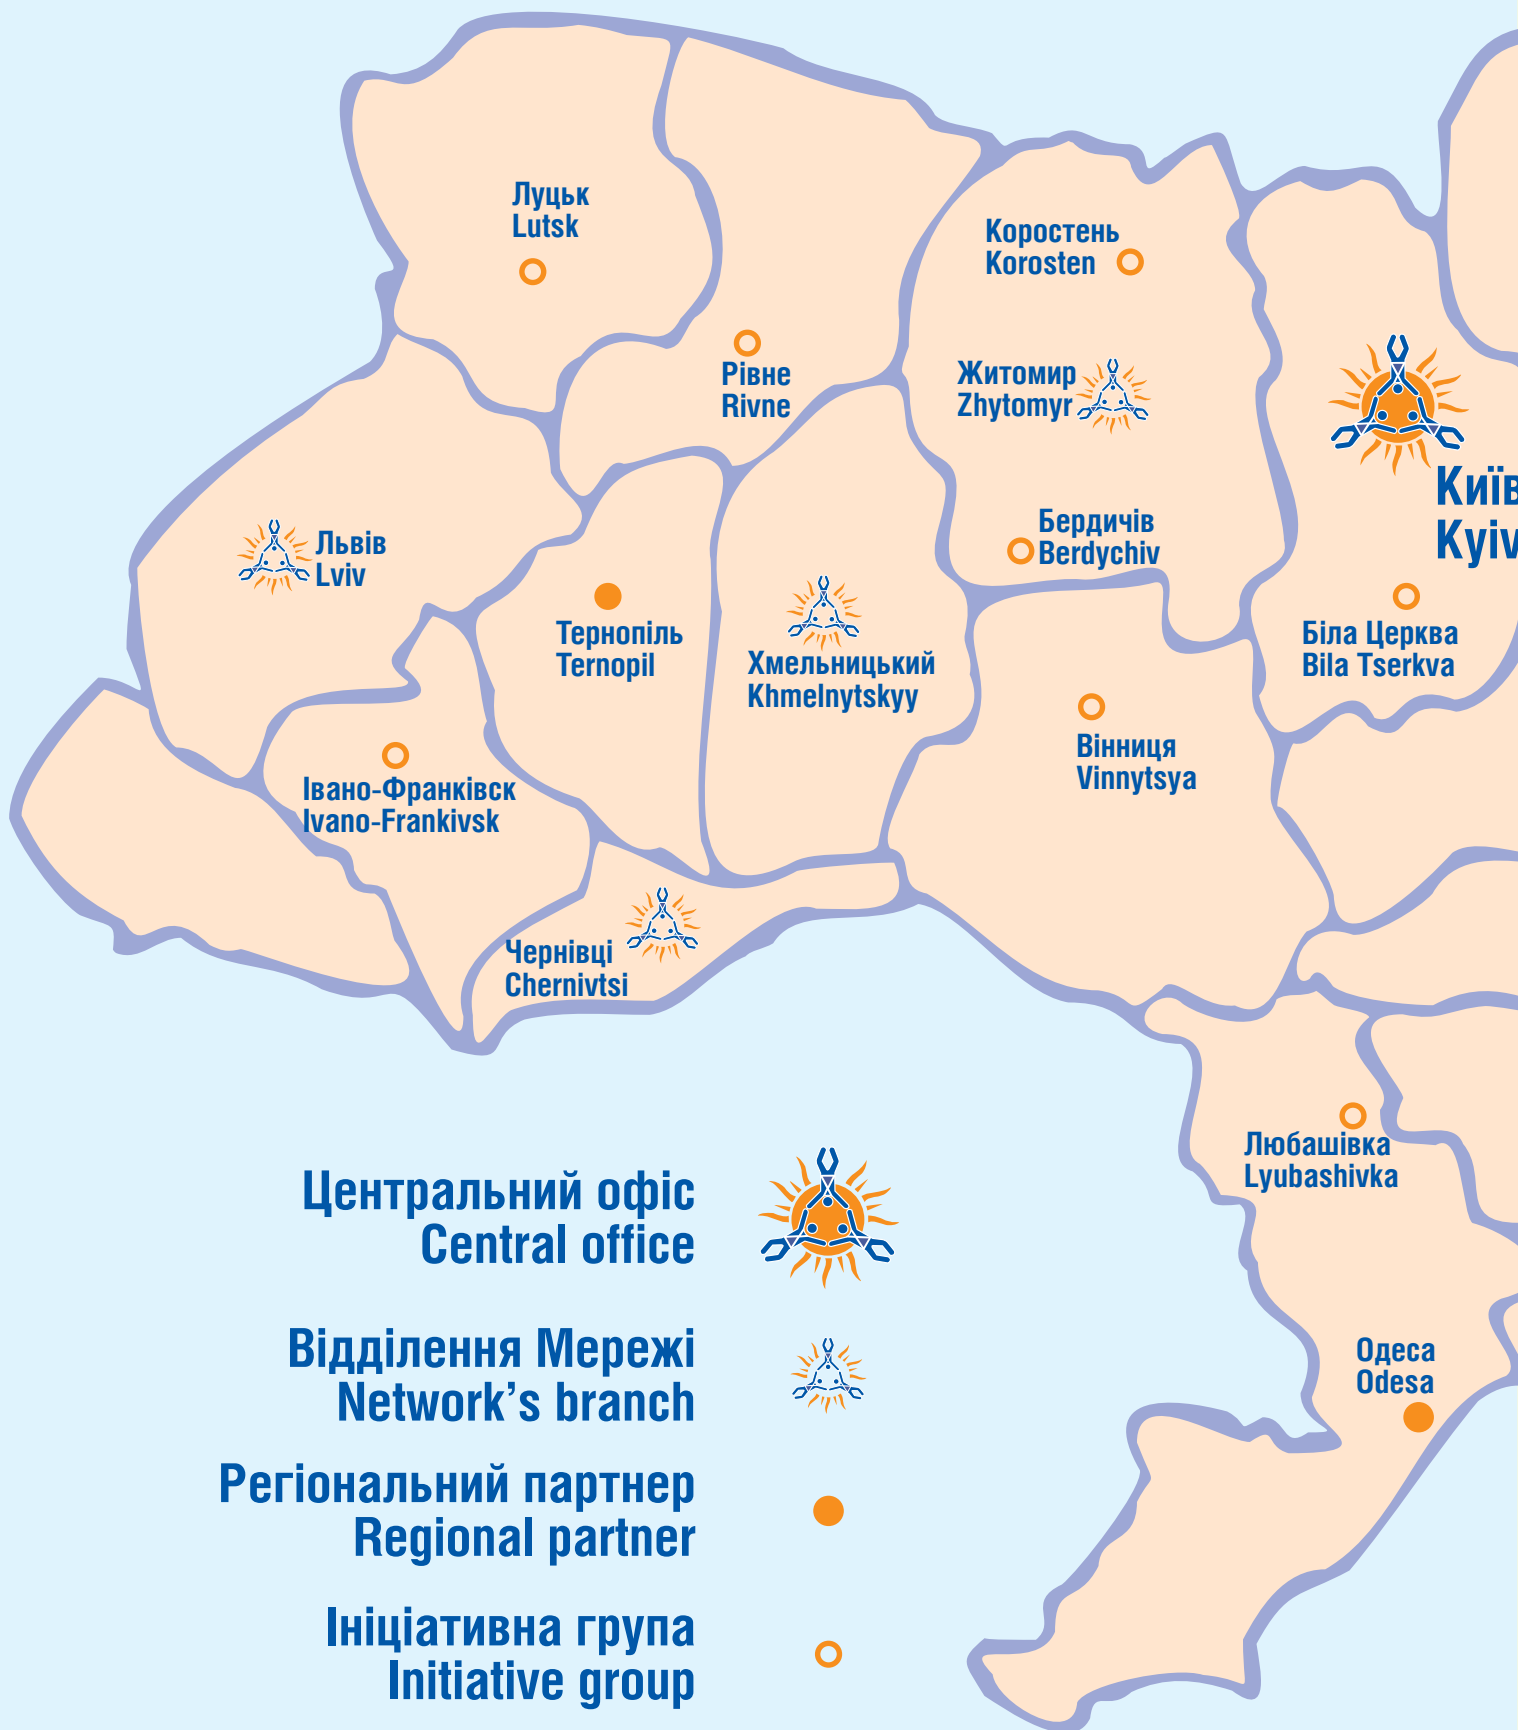 Луцьк
Lutsk
Коростень
Korosten
Рівне
Rivne
Житомир
Zhytomyr
Київ
Kyiv
Бердичів
Berdychiv
Львів
Lviv
Тернопіль
Ternopil
Хмельницький
Khmelnytskyy
Біла Церква
Bila Tserkva
Вінниця
Vinnytsya
Івано-Франківск
Ivano-Frankivsk
Чернівці
Chernivtsi
Любашівка
Lyubashivka
Одеса
Odesa
Центральний офіс
Central office
Відділення Мережі
Network’s branch
Регіональний партнер
Regional partner
Ініціативна група
Initiative group